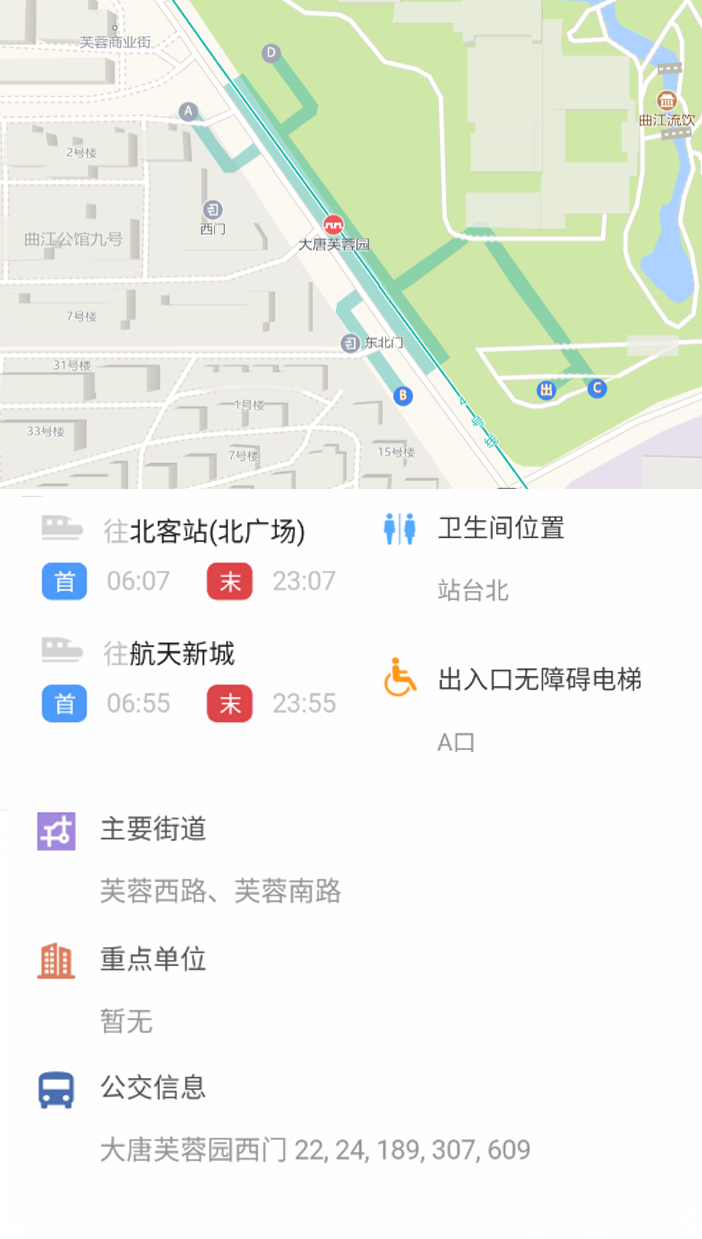 芙蓉商业街
D
A
曲江流饮
2号楼
西门
曲江公馆九号
大唐芙蓉园
7号楼
东北门
31号楼
1号楼
B
出
C
4号线
33号楼
7号楼
15号楼
往北客站(北广场)
首 06:07 末 23:07
卫生间位置
站台北
往航天新城
首 06:55 末 23:55
出入口无障碍电梯
A口
主要街道
芙蓉西路、芙蓉南路
重点单位
暂无
公交信息
大唐芙蓉园西门 22, 24, 189, 307, 609